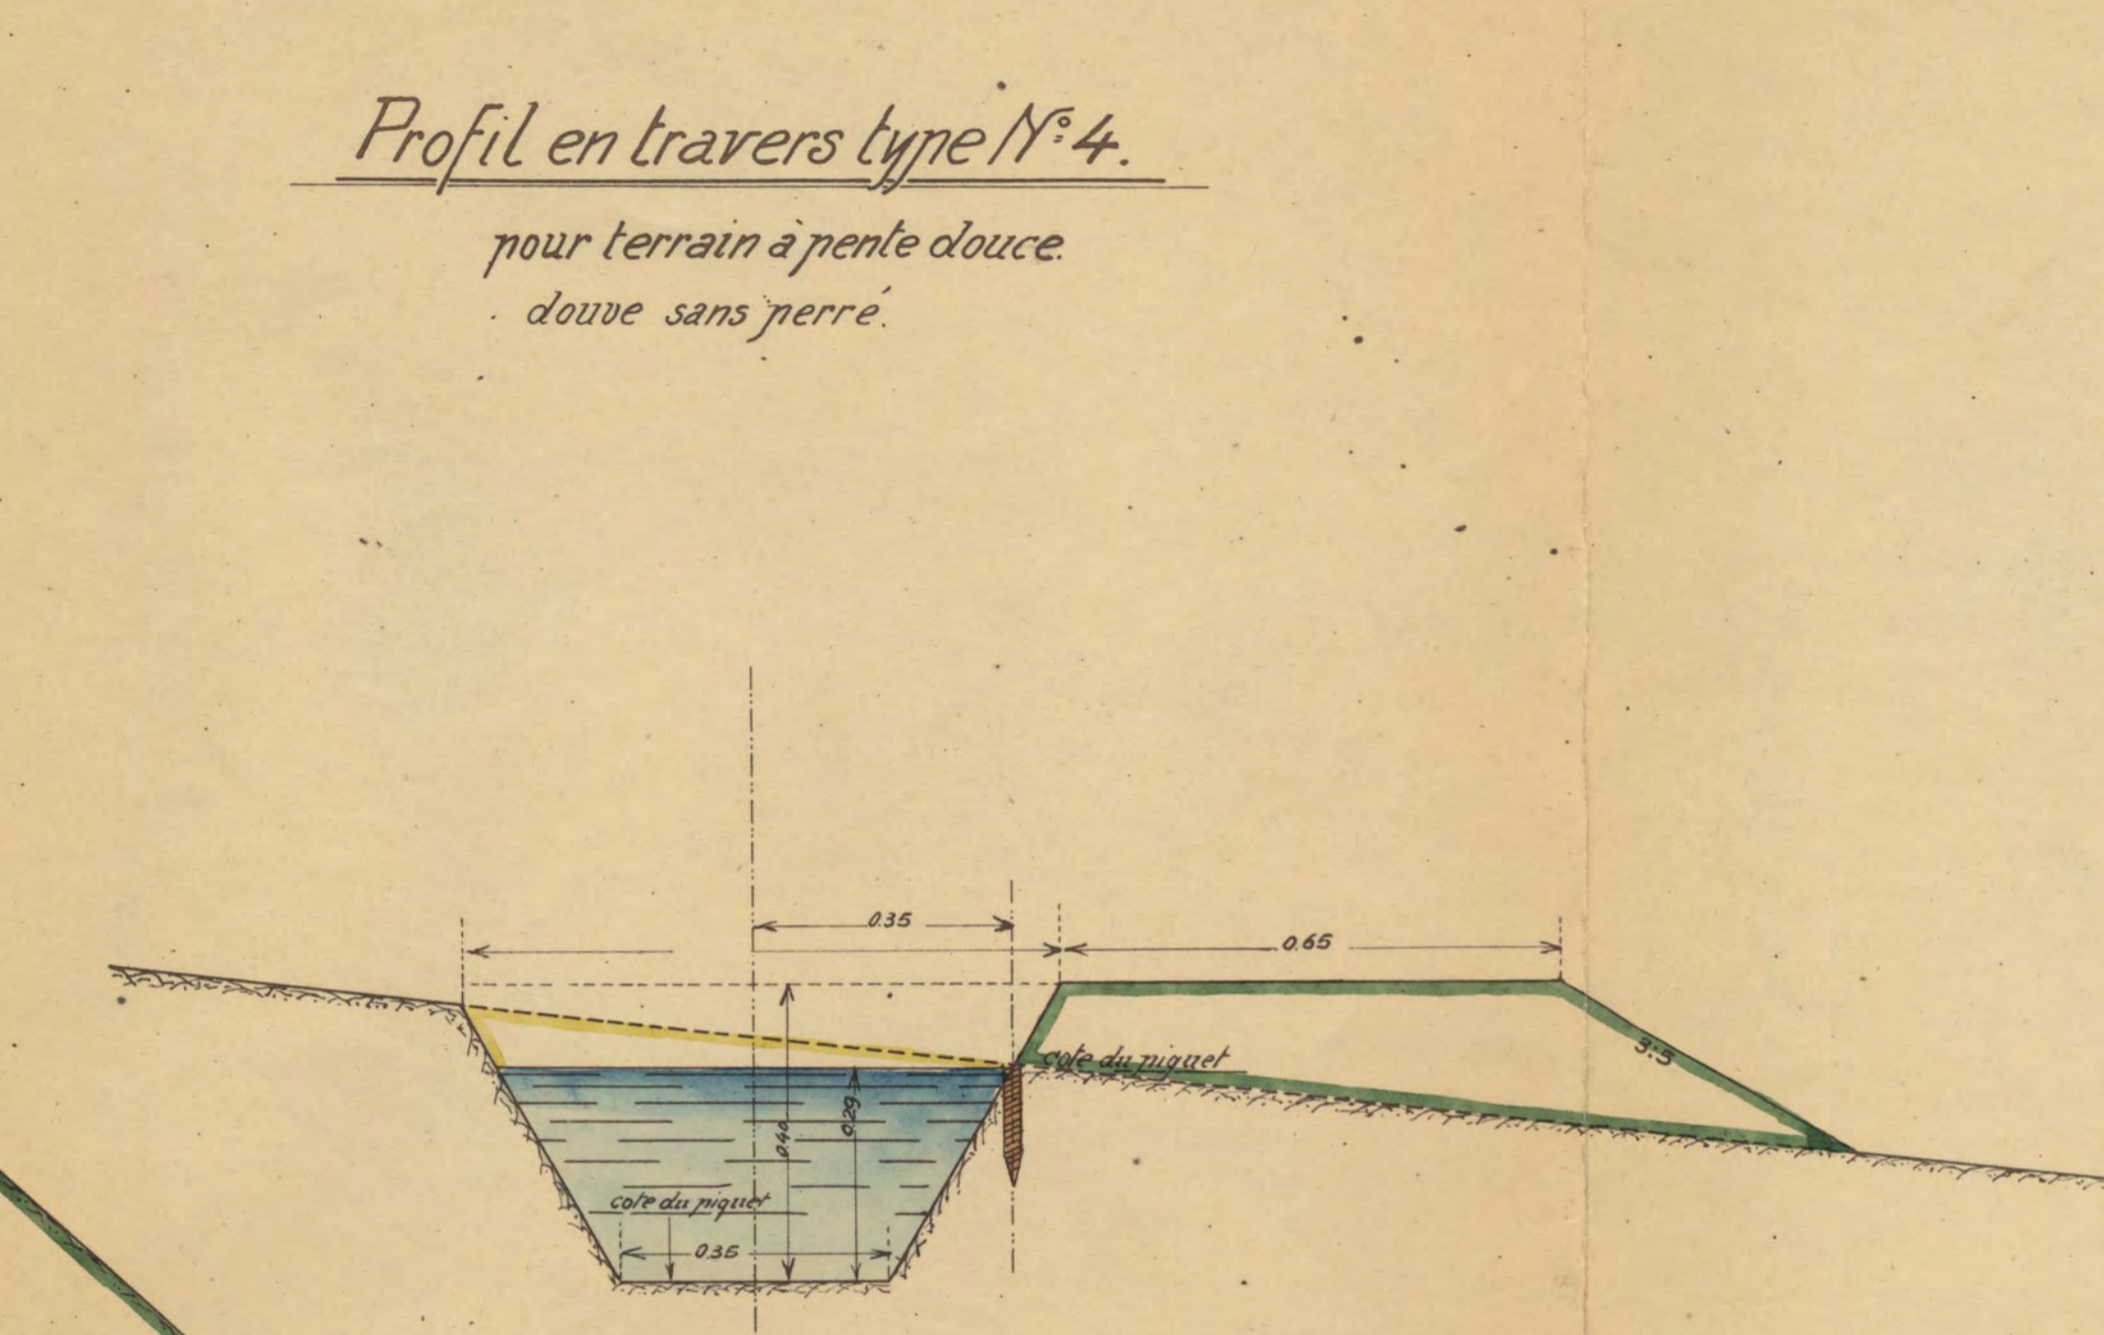 Profil en travers type Nº 4.
pour terrain à pente douce.
douve sans perré.
0.35
0.65
cote du piquet
3:5
0.40
0.29
cote du piquet
0.35